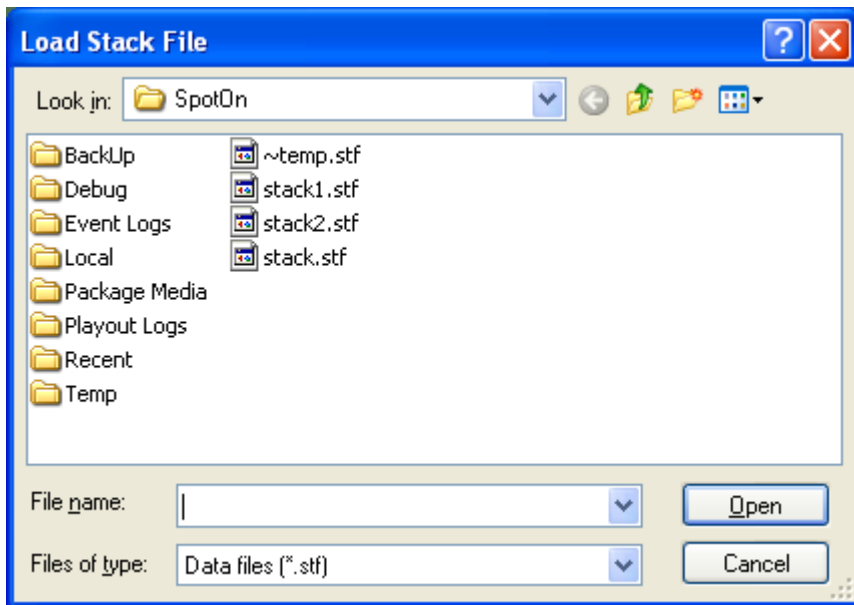 Load Stack File
Look in: SpotOn
BackUp
Debug
Event Logs
Local
Package Media
Playout Logs
Recent
Temp
~temp.stf
stack1.stf
stack2.stf
stack.stf
File name:
Open
Files of type: Data files (*.stf)
Cancel